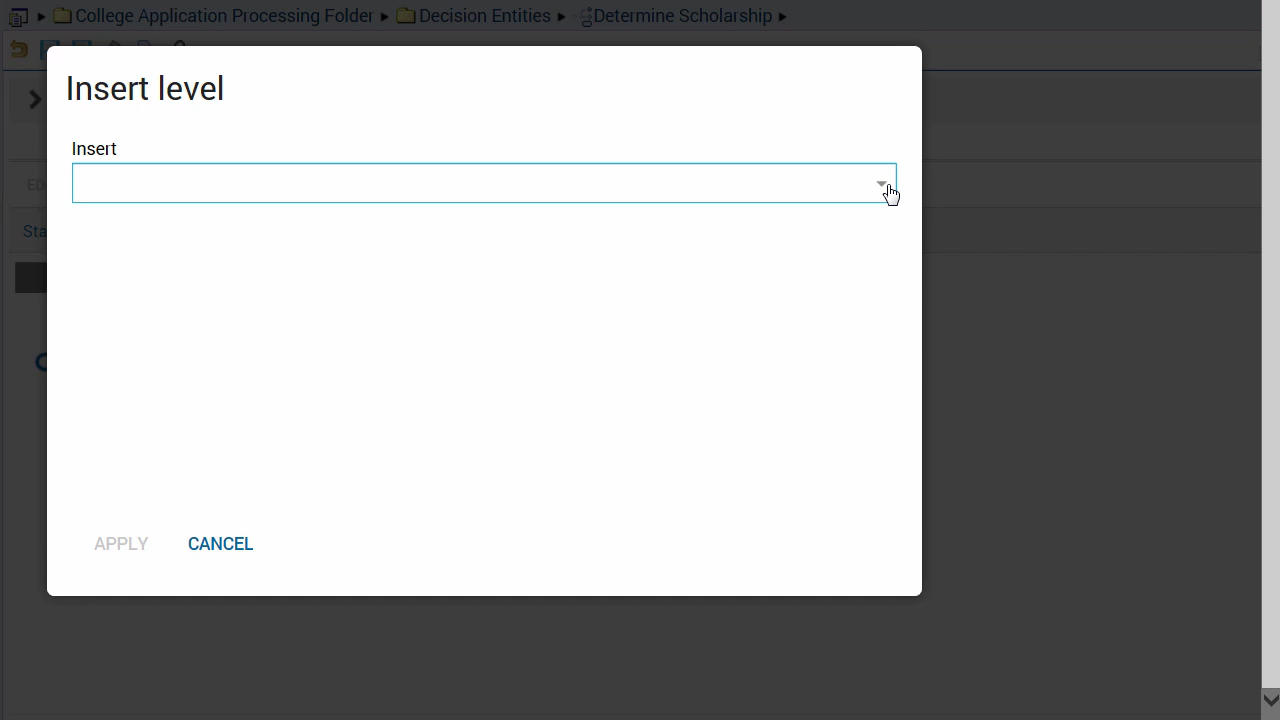 College Application Processing Folder Decision Entities Determine Scholarship
Insert level
Insert
APPLY CANCEL